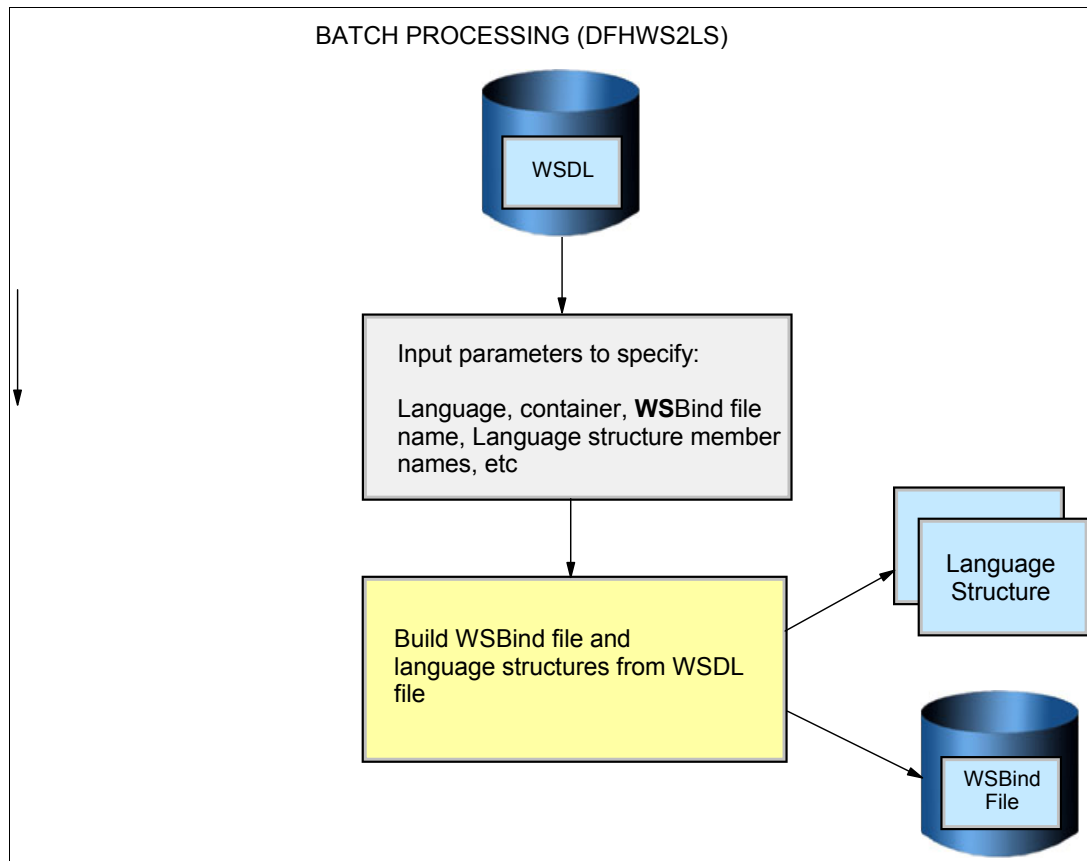 BATCH PROCESSING (DFHWS2LS)
WSDL
Input parameters to specify:
Language, container, WSBind file
name, Language structure member
names, etc
Build WSBind file and
language structures from WSDL
file
Language
Structure
WSBind
File